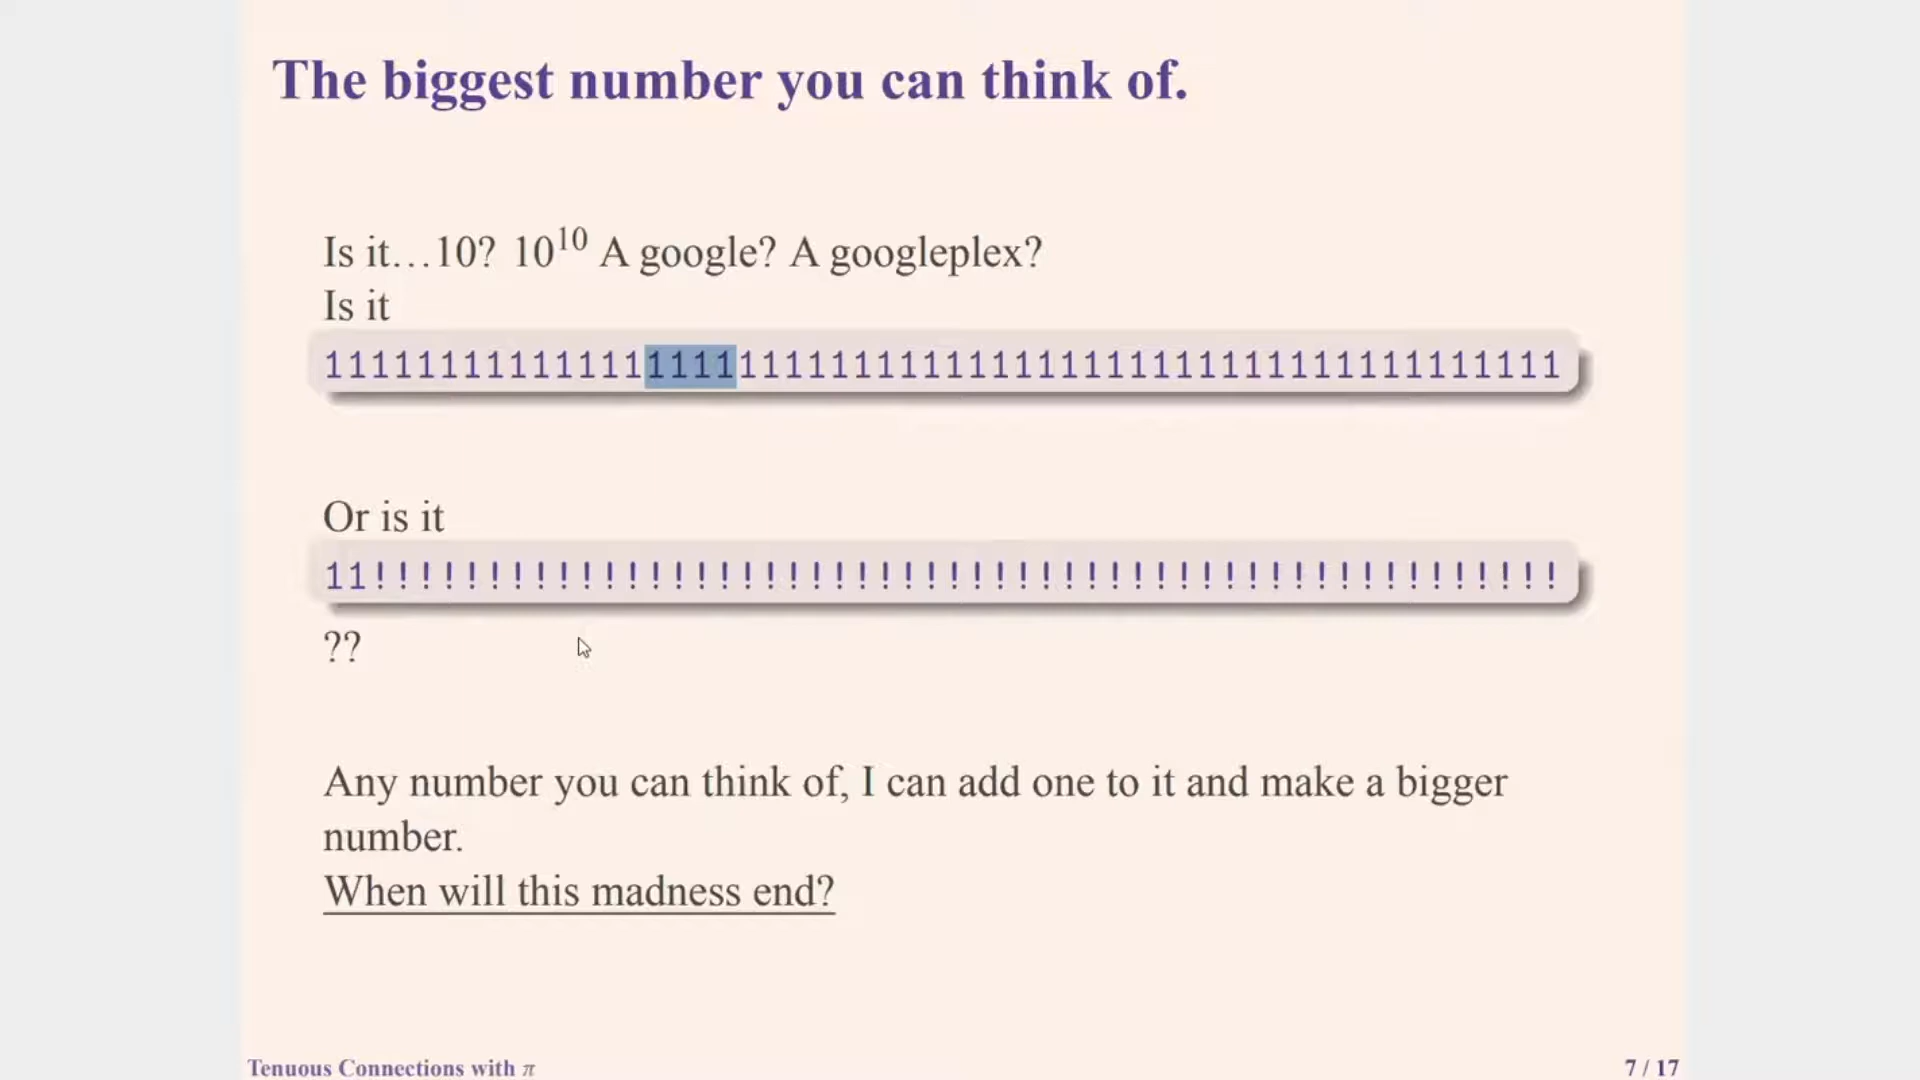 The biggest number you can think of.
Is it…10? 10¹⁰ A google? A googleplex?
Is it
111111111111111111111111111111111111111111111111111111
Or is it
11!!!!!!!!!!!!!!!!!!!!!!!!!!!!!!!!!!!!!!!!!!!!!!!!!!!!
??
Any number you can think of, I can add one to it and make a bigger
number.
When will this madness end?
Tenuous Connections with π
7 / 17